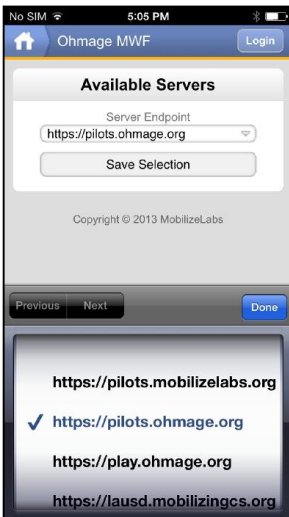 No SIM 5:05 PM
Ohmage MWF Login
Available Servers
Server Endpoint
https://pilots.ohmage.org
Save Selection
Copyright © 2013 MobilizeLabs
Previous Next Done
https://pilots.mobilizelabs.org
✓ https://pilots.ohmage.org
https://play.ohmage.org
https://lausd.mobilizingcs.org